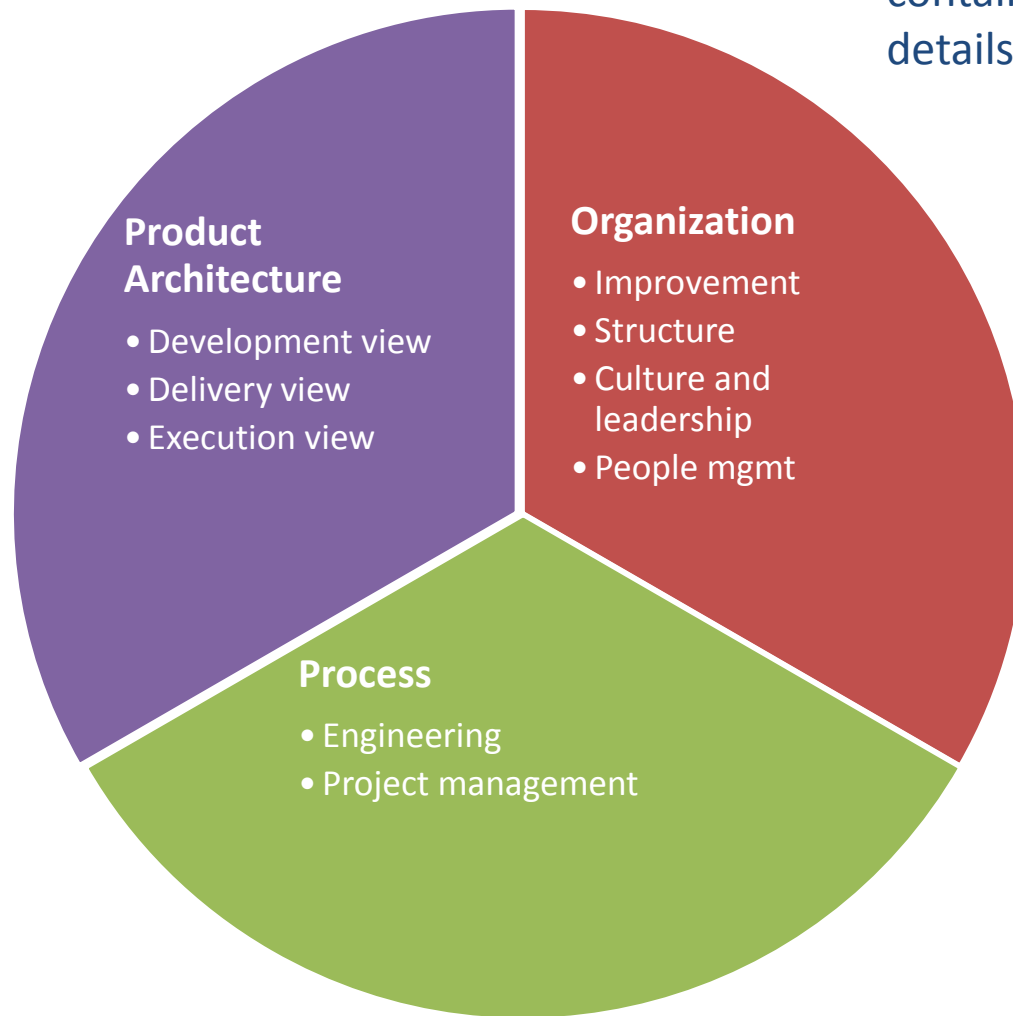 details
Product
Architecture
• Development view
• Delivery view
• Execution view
Organization
• Improvement
• Structure
• Culture and
leadership
• People mgmt
Process
• Engineering
• Project management